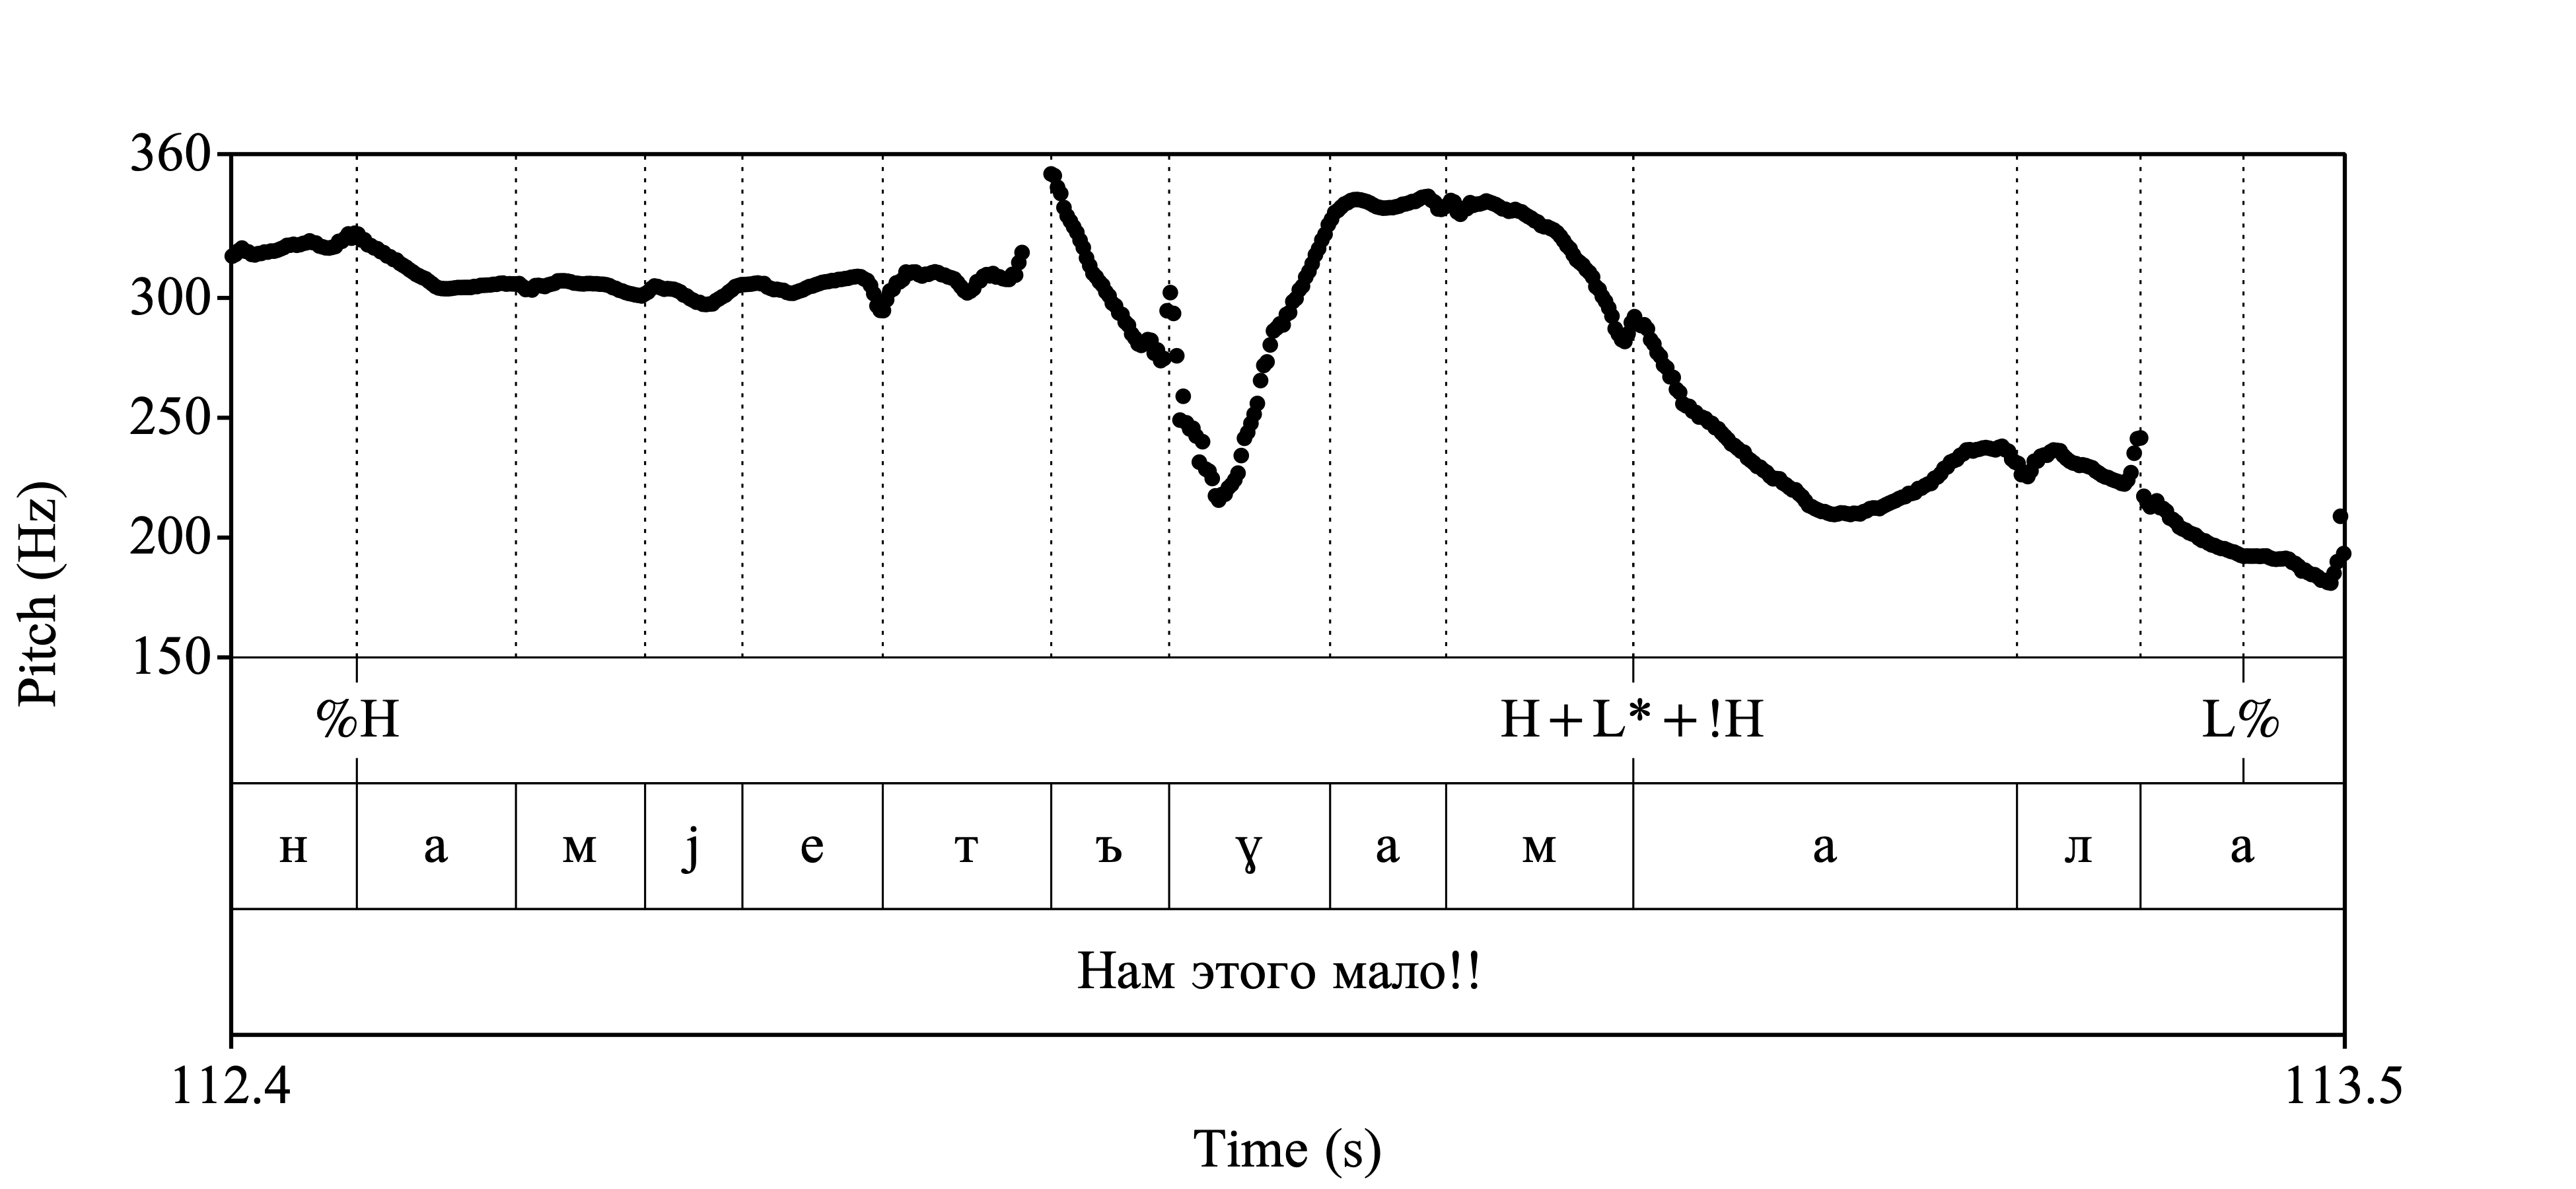 360
300
250
200
150
Pitch (Hz)
%H H+L*+!H L%
н а м ј е т ъ ɣ а м а л а
Нам этого мало!!
112.4 113.5
Time (s)